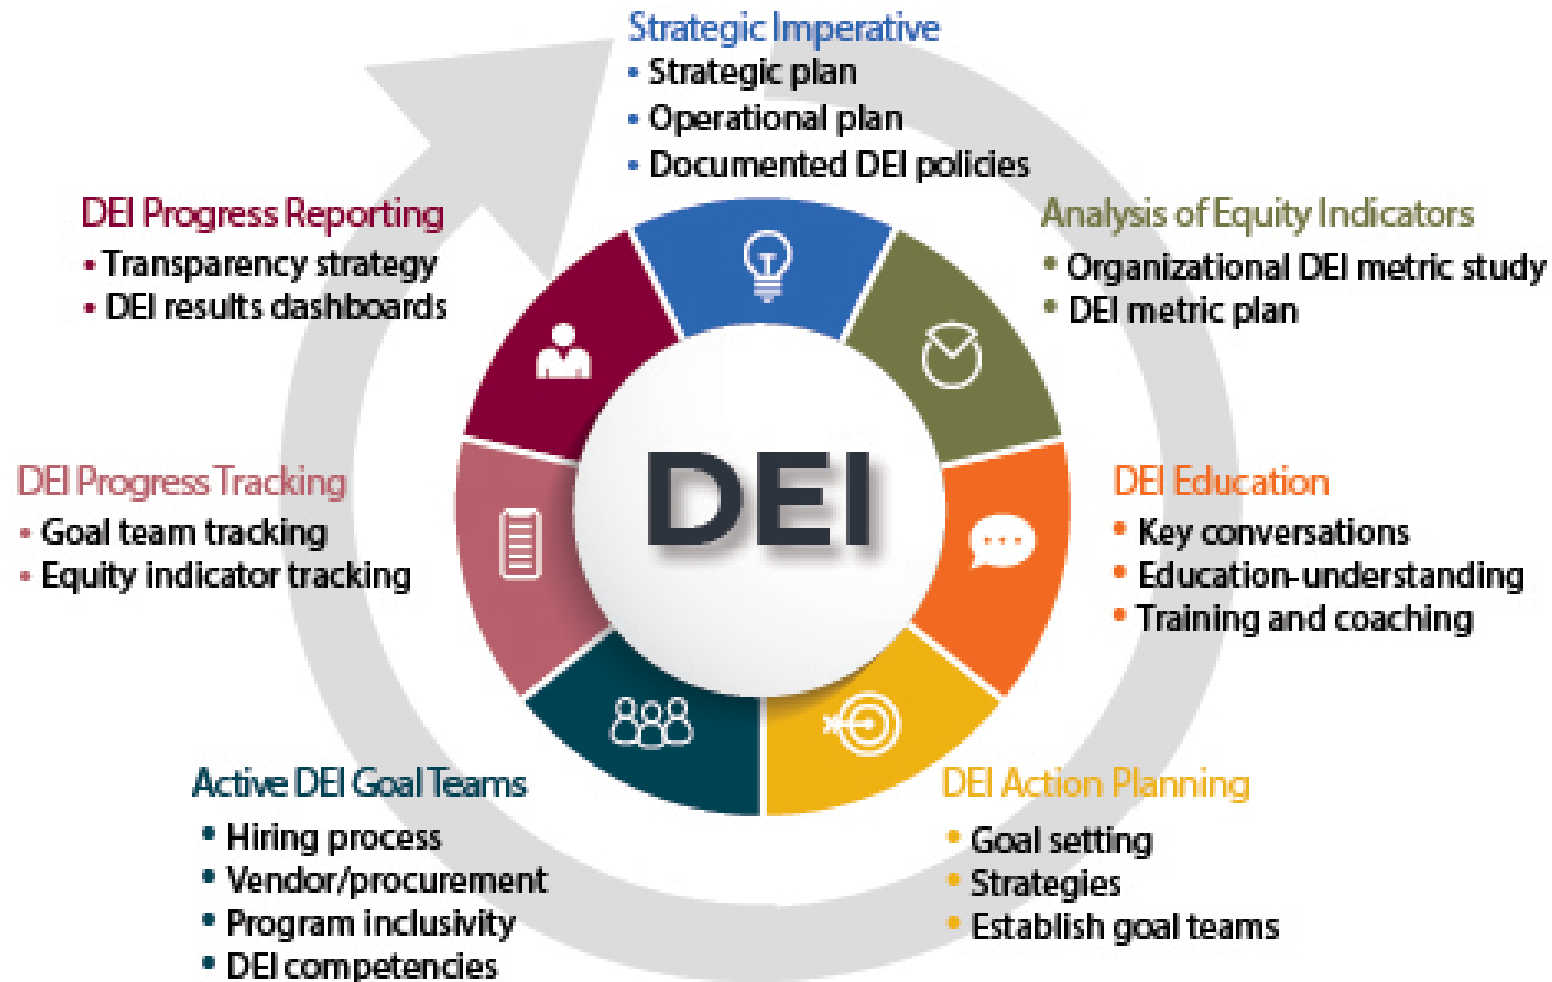 Strategic Imperative
• Strategic plan
• Operational plan
• Documented DEI policies
Analysis of Equity Indicators
• Organizational DEI metric study
• DEI metric plan
DEI Education
• Key conversations
• Education-understanding
• Training and coaching
DEI Action Planning
• Goal setting
• Strategies
• Establish goal teams
Active DEI Goal Teams
• Hiring process
• Vendor/procurement
• Program inclusivity
• DEI competencies
DEI Progress Tracking
• Goal team tracking
• Equity indicator tracking
DEI Progress Reporting
• Transparency strategy
• DEI results dashboards
DEI